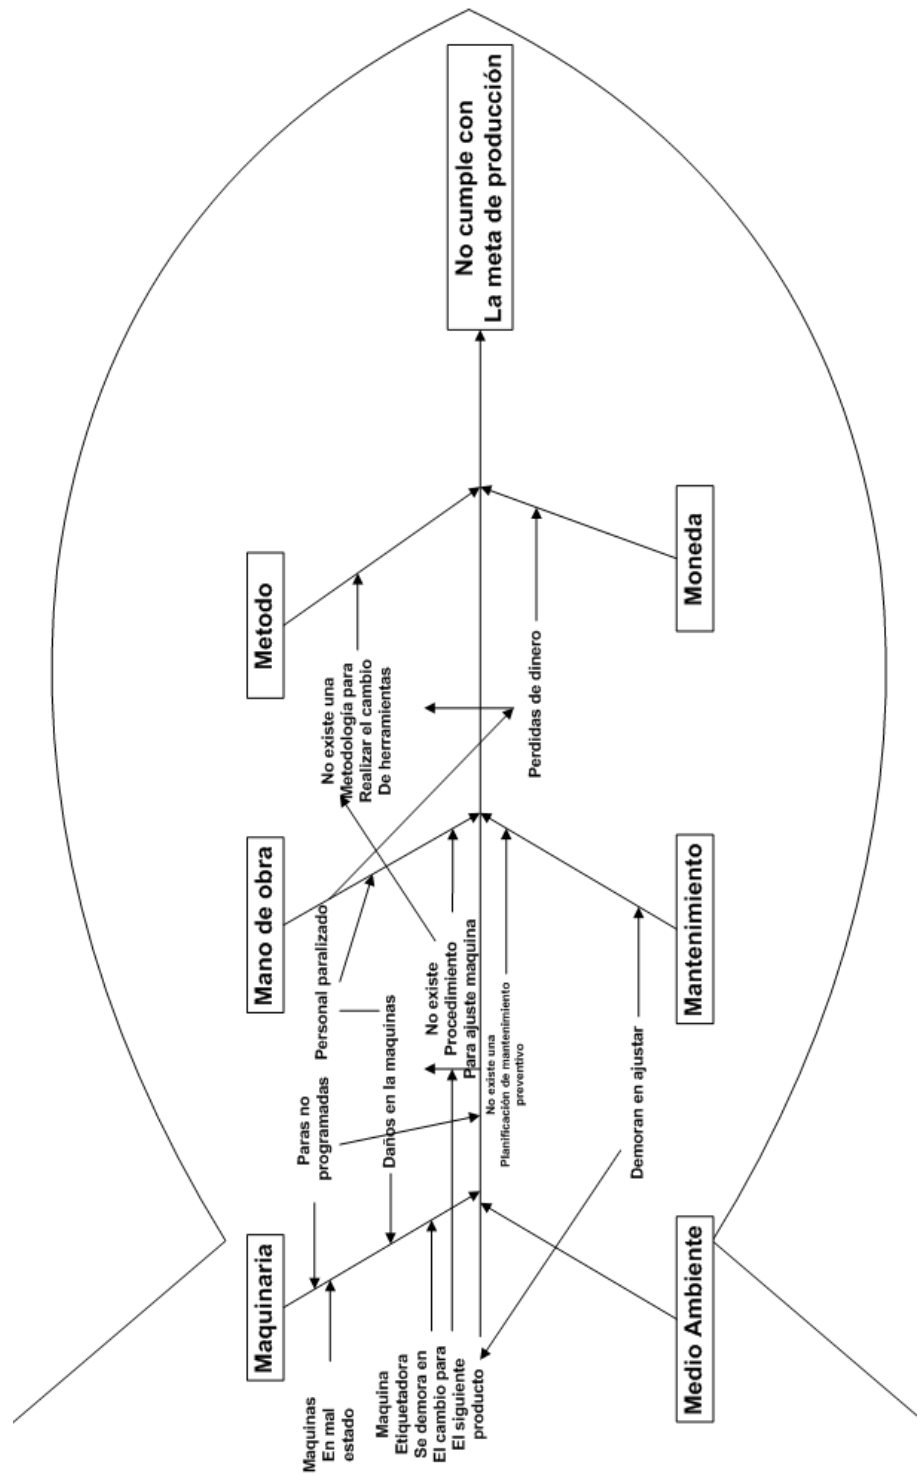 No cumple con
La meta de producción
Metodo
Moneda
No existe una
Metodología para
Realizar el cambio
De herramientas
Perdidas de dinero
Mano de obra
Mantenimiento
Personal paralizado
No existe
Procedimiento
Para ajuste maquina
No existe una
Planificación de mantenimiento
preventivo
Demoran en ajustar
Paras no
programadas
Daños en la maquinas
Maquinaria
Medio Ambiente
Maquinas
En mal
estado
Maquina
Etiquetadora
Se demora en
El cambio para
El siguiente
producto